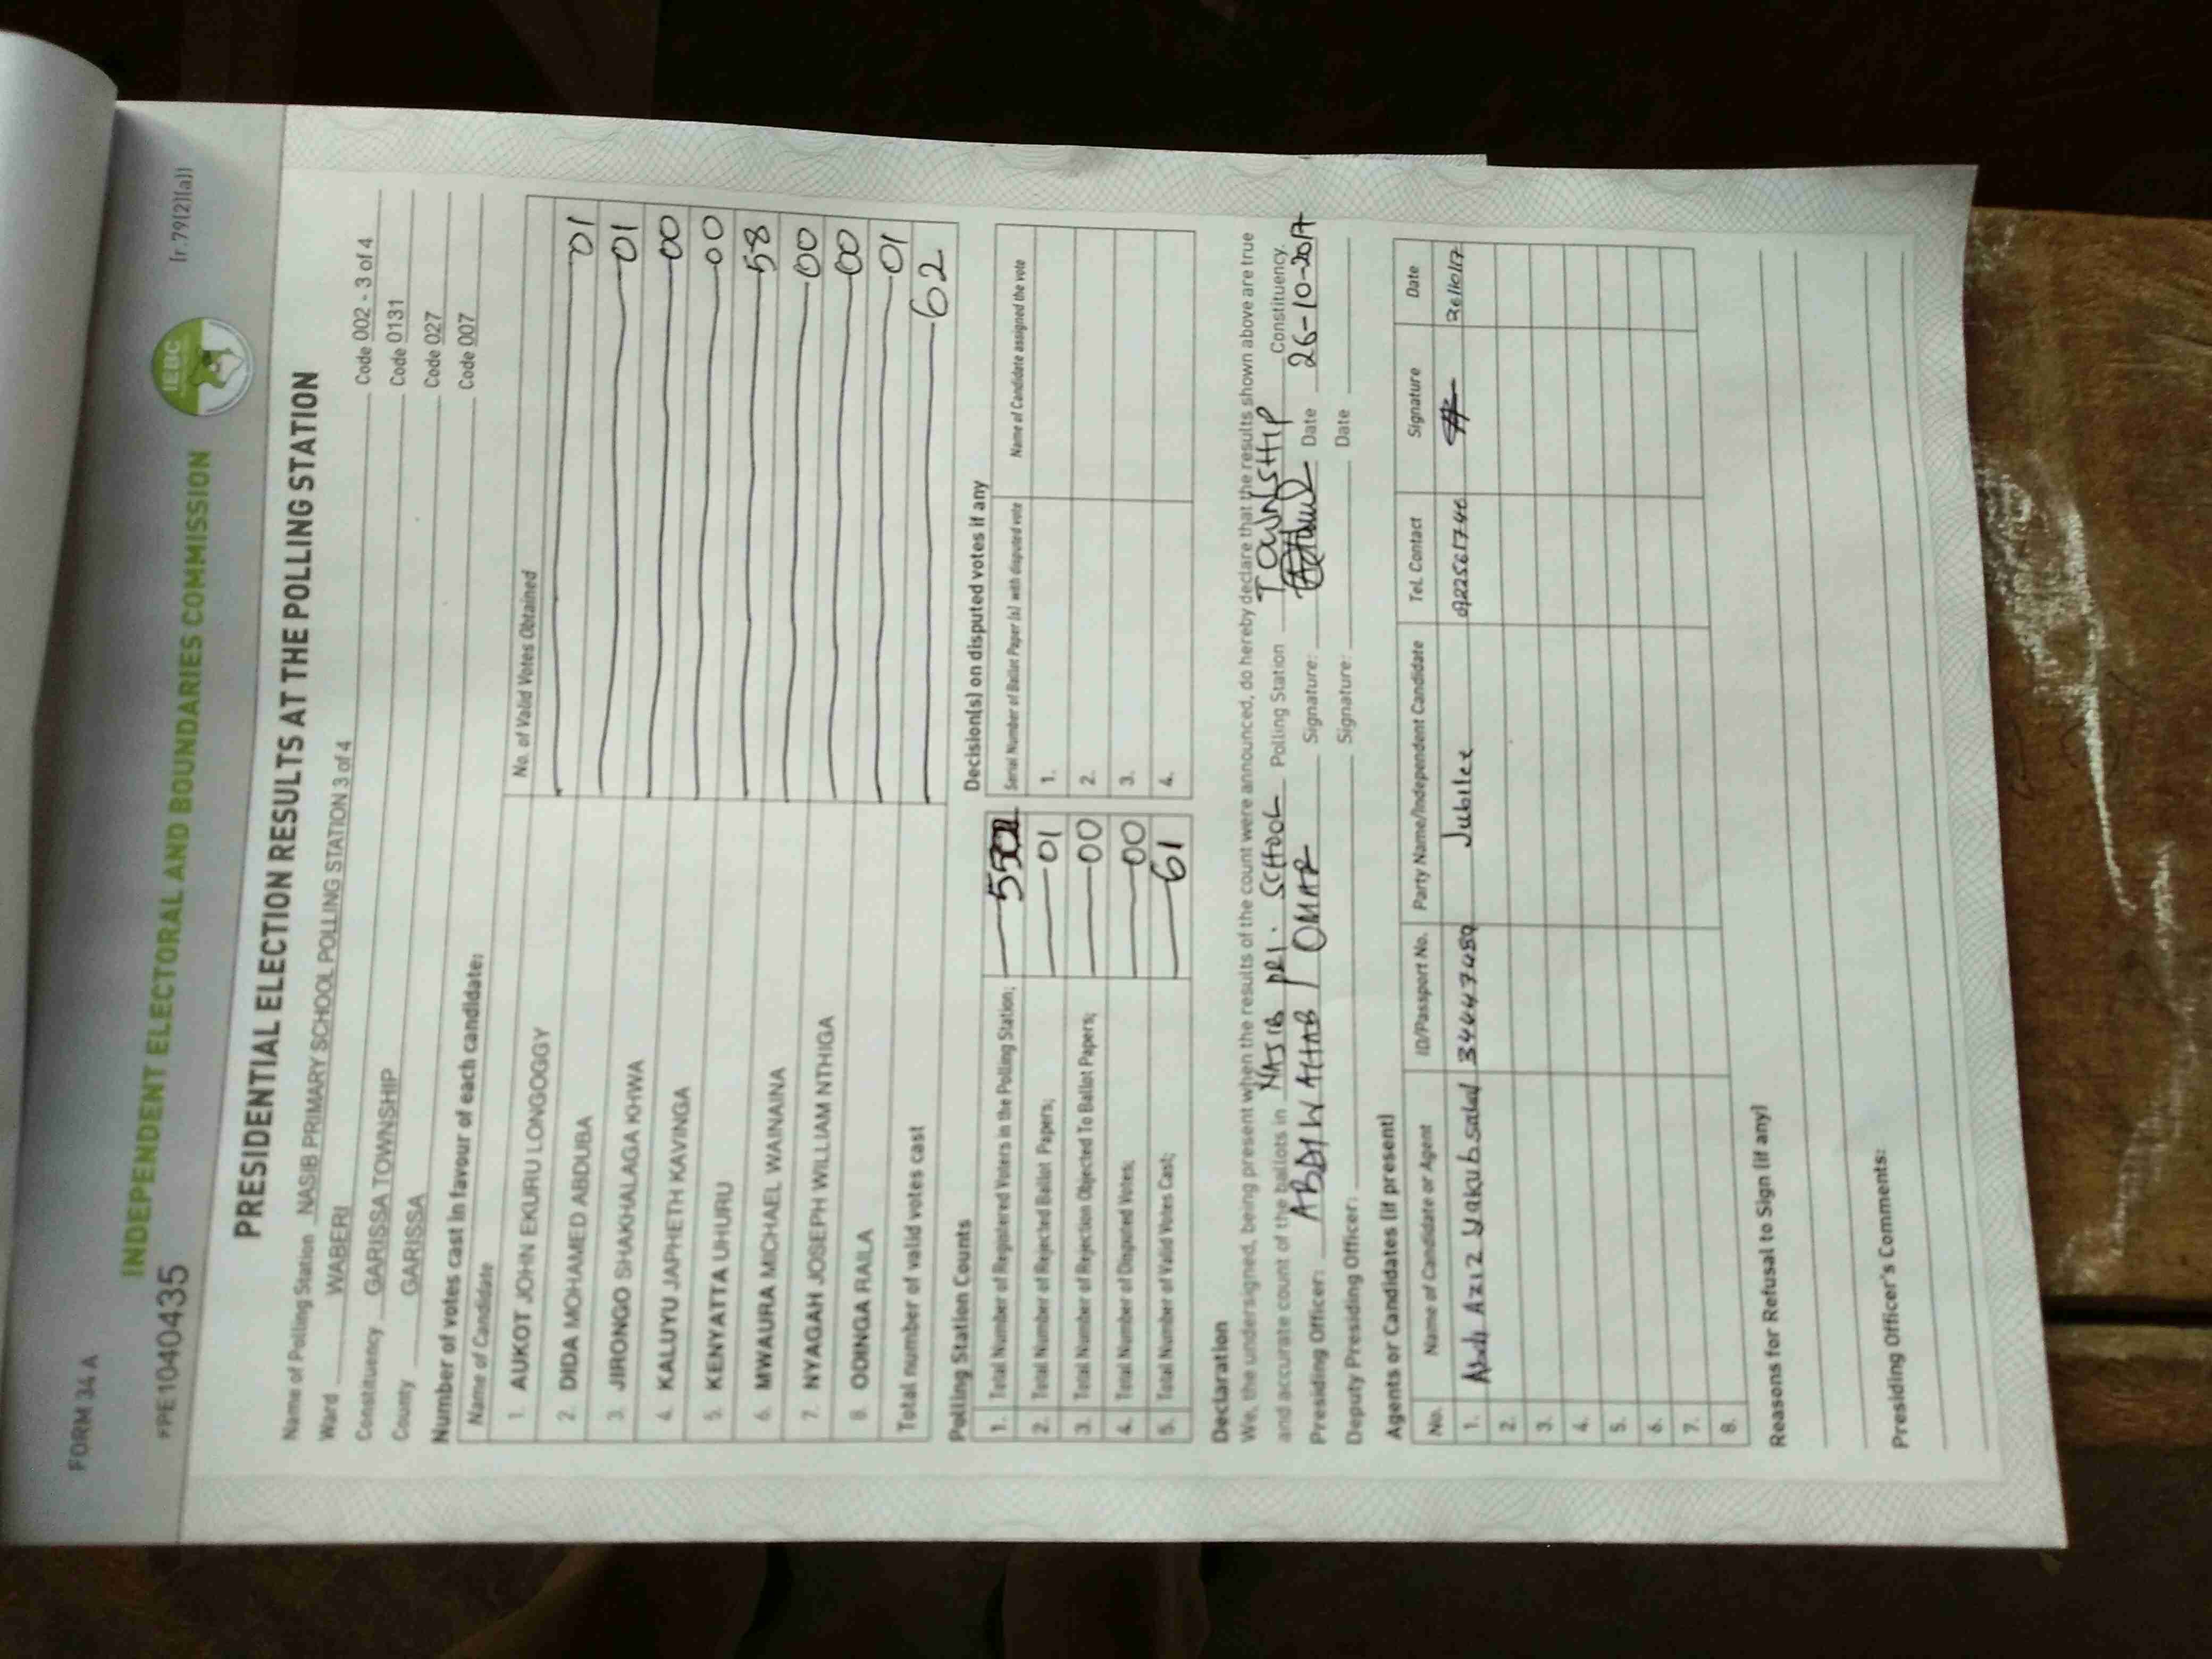 FORM 34 A
*PE1040435
INDEPENDENT ELECTORAL AND BOUNDARIES COMMISSION IEBC (r.79(2)(a))
PRESIDENTIAL ELECTION RESULTS AT THE POLLING STATION
Name of Polling Station NASIB PRIMARY SCHOOL POLLING STATION 3 of 4 Code 002 - 3 of 4
Ward WABERI Code 0131
Constituency GARISSA TOWNSHIP Code 027
County GARISSA Code 007
Number of votes cast in favour of each candidate:
Name of Candidate No. of Valid Votes Obtained
1. AUKOT JOHN EKURU LONGOGGY 01
2. DIDA MOHAMED ABDUBA 01
3. JIRONGO SHAKHALAGA KHWA 00
4. KALUYU JAPHETH KAVINGA 00
5. KENYATTA UHURU 58
6. MWAURA MICHAEL WAINAINA 00
7. NYAGAH JOSEPH WILLIAM NTHIGA 00
8. ODINGA RAILA 01
Total number of valid votes cast 62
Polling Station Counts Decision(s) on disputed votes if any
Serial Number of Ballot Paper (s) with disputed vote Name of Candidate assigned the vote
1. Total Number of Registered Voters in the Polling Station; 1.
2. Total Number of Rejected Ballot Papers; 01 2.
3. Total Number of Rejection Objected To Ballot Papers; 00 3.
4. Total Number of Disputed Votes; 00 4.
5. Total Number of Valid Votes Cast; 61
Declaration
We, the undersigned, being present when the results of the count were announced, do hereby declare that the results shown above are true
and accurate count of the ballots in NASIB PRI. SCHOOL Polling Station TOWNSHIP Constituency.
Presiding Officer: ABDIWAHAB OMAR Signature: Date 26-10-2017
Deputy Presiding Officer: Signature: Date
Agents or Candidates (if present)
No. Name of Candidate or Agent ID/Passport No. Party Name/Independent Candidate Tel. Contact Signature Date
1. Abdi Aziz Yakub Salad Jubilee 26/10/17
2.
3.
4.
5.
6.
7.
8.
Reasons for Refusal to Sign (if any)
Presiding Officer's Comments: